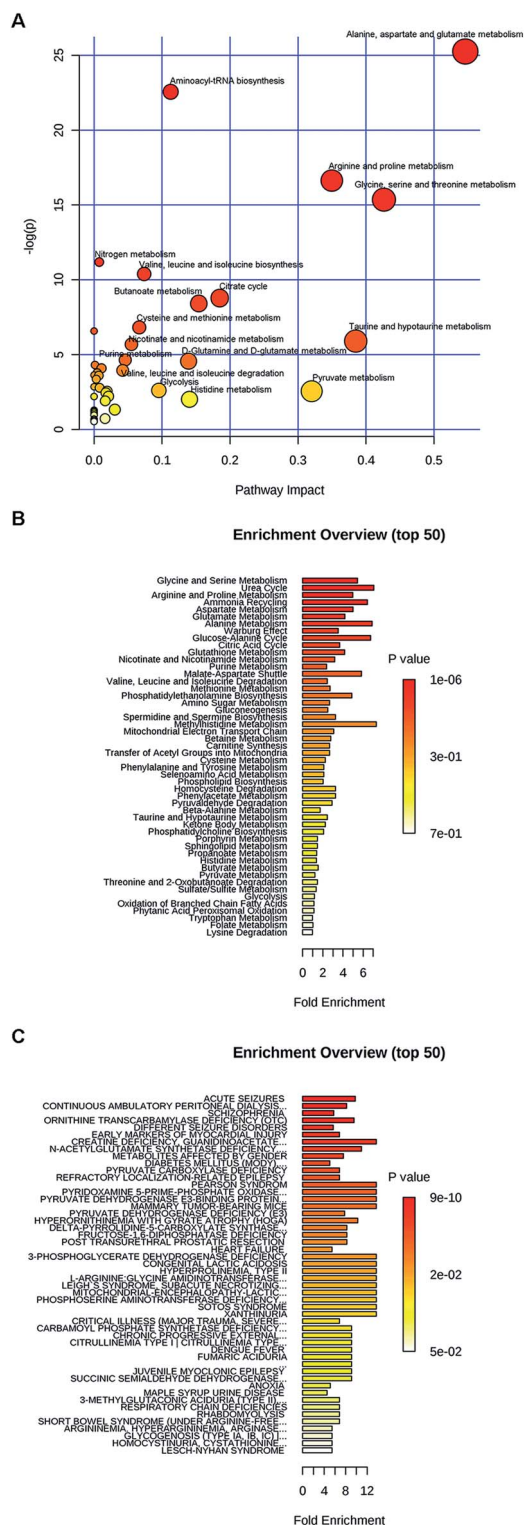 A
Alanine, aspartate and glutamate metabolism
25
Aminoacyl-tRNA biosynthesis
20
Arginine and proline metabolism
Glycine, serine and threonine metabolism
15
-log(p)
Nitrogen metabolism
Valine, leucine and isoleucine biosynthesis
10
Butanoate metabolism
Citrate cycle
Cysteine and methionine metabolism
Taurine and hypotaurine metabolism
Nicotinate and nicotinamide metabolism
D-Glutamine and D-glutamate metabolism
Purine metabolism
5
Valine, leucine and isoleucine degradation
Pyruvate metabolism
Glycolysis
Histidine metabolism
0
0.0 0.1 0.2 0.3 0.4 0.5
Pathway Impact
B
Enrichment Overview (top 50)
Glycine and Serine Metabolism
Urea Cycle
Arginine and Proline Metabolism
Ammonia Recycling
Aspartate Metabolism
Glutamate Metabolism
Alanine Metabolism
Warburg Effect
Glucose-Alanine Cycle
Citric Acid Cycle
Glutathione Metabolism
Nicotinate and Nicotinamide Metabolism
Purine Metabolism
Malate-Aspartate Shuttle
Valine, Leucine and Isoleucine Degradation
Methionine Metabolism
Phosphatidylethanolamine Biosynthesis
Amino Sugar Metabolism
Gluconeogenesis
Spermidine and Spermine Biosynthesis
Methylhistidine Metabolism
Mitochondrial Electron Transport Chain
Betaine Metabolism
Carnitine Synthesis
Transfer of Acetyl Groups into Mitochondria
Cysteine Metabolism
Phenylalanine and Tyrosine Metabolism
Selenoamino Acid Metabolism
Phospholipid Biosynthesis
Homocysteine Degradation
Phenylacetate Metabolism
Pyruvaldehyde Degradation
Beta-Alanine Metabolism
Taurine and Hypotaurine Metabolism
Ketone Body Metabolism
Phosphatidylcholine Biosynthesis
Porphyrin Metabolism
Sphingolipid Metabolism
Propanoate Metabolism
Histidine Metabolism
Butyrate Metabolism
Pyruvate Metabolism
Threonine and 2-Oxobutanoate Degradation
Sulfate/Sulfite Metabolism
Glycolysis
Oxidation of Branched Chain Fatty Acids
Phytanic Acid Peroxisomal Oxidation
Tryptophan Metabolism
Folate Metabolism
Lysine Degradation
P value
1e-06
3e-01
7e-01
0 2 4 6
Fold Enrichment
C
Enrichment Overview (top 50)
ACUTE SEIZURES
CONTINUOUS AMBULATORY PERITONEAL DIALYSIS...
SCHIZOPHRENIA
ORNITHINE TRANSCARBAMYLASE DEFICIENCY (OTC)
DIFFERENT SEIZURE DISORDERS
EARLY MARKERS OF MYOCARDIAL INJURY
CREATINE DEFICIENCY, GUANIDINOACETATE...
N-ACETYLGLUTAMATE SYNTHETASE DEFICIENCY...
METABOLITES AFFECTED BY GENDER
DIABETES MELLITUS (MODY)...
PYRUVATE CARBOXYLASE DEFICIENCY
REFRACTORY LOCALIZATION-RELATED EPILEPSY
PEARSON SYNDROM
PYRIDOXAMINE 5-PRIME-PHOSPHATE OXIDASE...
PYRUVATE DEHYDROGENASE E3-BINDING PROTEIN...
MAMMARY TUMOR-BEARING MICE
PYRUVATE DEHYDROGENASE DEFICIENCY (E3)
HYPERORNITHINEMIA WITH GYRATE ATROPHY (HOGA)
DELTA-PYRROLIDINE-5-CARBOXYLATE SYNTHASE...
FRUCTOSE-1,6-DIPHOSPHATASE DEFICIENCY
POST TRANSURETHRAL PROSTATIC RESECTION
HEART FAILURE
3-PHOSPHOGLYCERATE DEHYDROGENASE DEFICIENCY
CONGENITAL LACTIC ACIDOSIS
HYPERPROLINEMIA, TYPE II
L-ARGININE:GLYCINE AMIDINOTRANSFERASE...
LEIGH'S SYNDROME, SUBACUTE NECROTIZING...
MITOCHONDRIAL-ENCEPHALOPATHY-LACTIC...
PHOSPHOSERINE AMINOTRANSFERASE DEFICIENCY...
SOTOS SYNDROME
XANTHINURIA
CRITICAL ILLNESS (MAJOR TRAUMA, SEVERE...
CARBAMOYL PHOSPHATE SYNTHETASE DEFICIENCY...
CHRONIC PROGRESSIVE EXTERNAL...
CITRULLINEMIA TYPE I | CITRULLINEMIA TYPE...
DENGUE FEVER
FUMARIC ACIDURIA
...
JUVENILE MYOCLONIC EPILEPSY
SUCCINIC SEMIALDEHYDE DEHYDROGENASE...
ANOXIA
MAPLE SYRUP URINE DISEASE
3-METHYLGLUTACONIC ACIDURIA (TYPE II)...
RESPIRATORY CHAIN DEFICIENCIES
RHABDOMYOLYSIS
SHORT BOWEL SYNDROME (UNDER ARGININE-FREE...
ARGININEMIA, HYPERARGININEMIA, ARGINASE...
GLYCOGENOSIS (TYPE IA, IB, IC) |...
HOMOCYSTINURIA, CYSTATHIONINE...
LESCH-NYHAN SYNDROME
P value
9e-10
2e-02
5e-02
0 4 8 12
Fold Enrichment